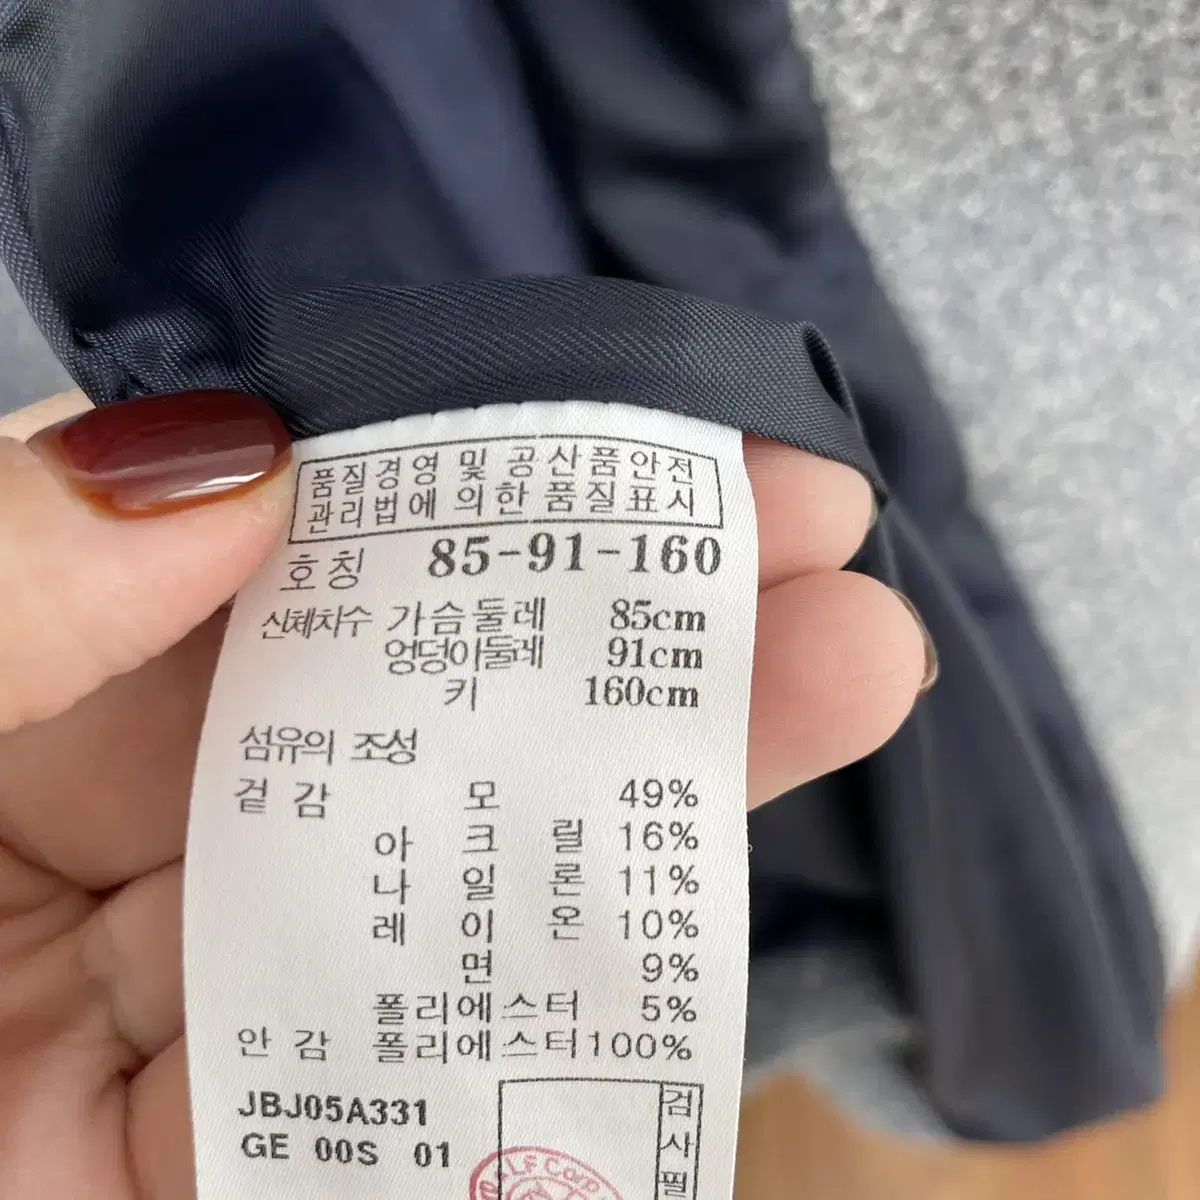 품질경영 및 공산품안전
관리법에 의한 품질표시
호칭 85-91-160
신체치수 가슴둘레 85cm
엉덩이둘레 91cm
키 160cm
섬유의 조성
겉감 모 49%
아크릴 16%
나일론 11%
레이온 10%
면 9%
폴리에스터 5%
안감 폴리에스터 100%
JBJ05A331
GE 00S 01
검사필
LF Corp